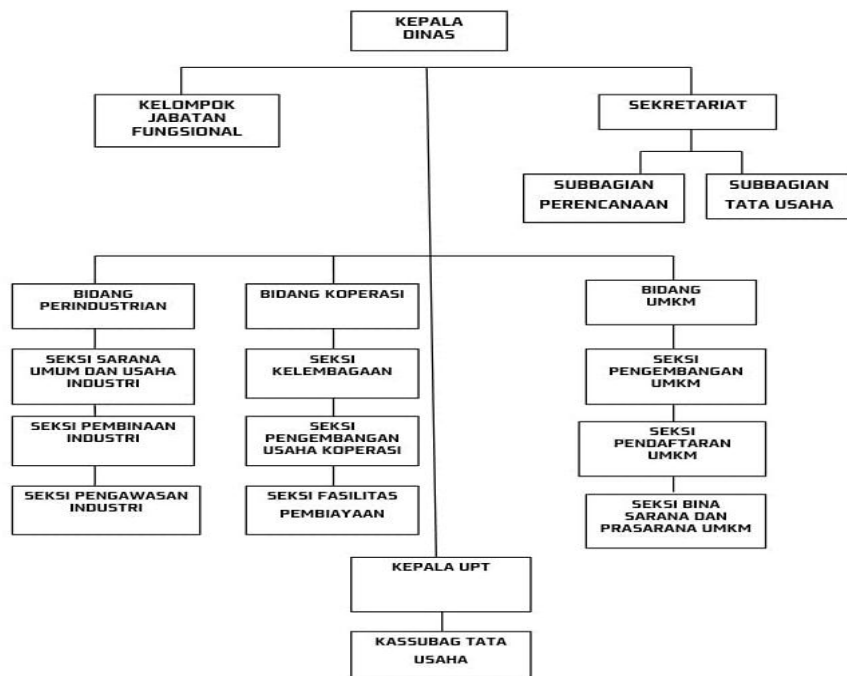 KEPALA
DINAS
KELOMPOK
JABATAN
FUNGSIONAL
SEKRETARIAT
SUBBAGIAN
PERENCANAAN
SUBBAGIAN
TATA USAHA
BIDANG
PERINDUSTRIAN
BIDANG KOPERASI
BIDANG
UMKM
SEKSI SARANA
UMUM DAN USAHA
INDUSTRI
SEKSI
KELEMBAGAAN
SEKSI
PENGEMBANGAN
UMKM
SEKSI PEMBINAAN
INDUSTRI
SEKSI
PENGEMBANGAN
USAHA KOPERASI
SEKSI
PENDAFTARAN
UMKM
SEKSI PENGAWASAN
INDUSTRI
SEKSI FASILITAS
PEMBIAYAAN
SEKSI BINA
SARANA DAN
PRASARANA UMKM
KEPALA UPT
KASSUBAG TATA
USAHA